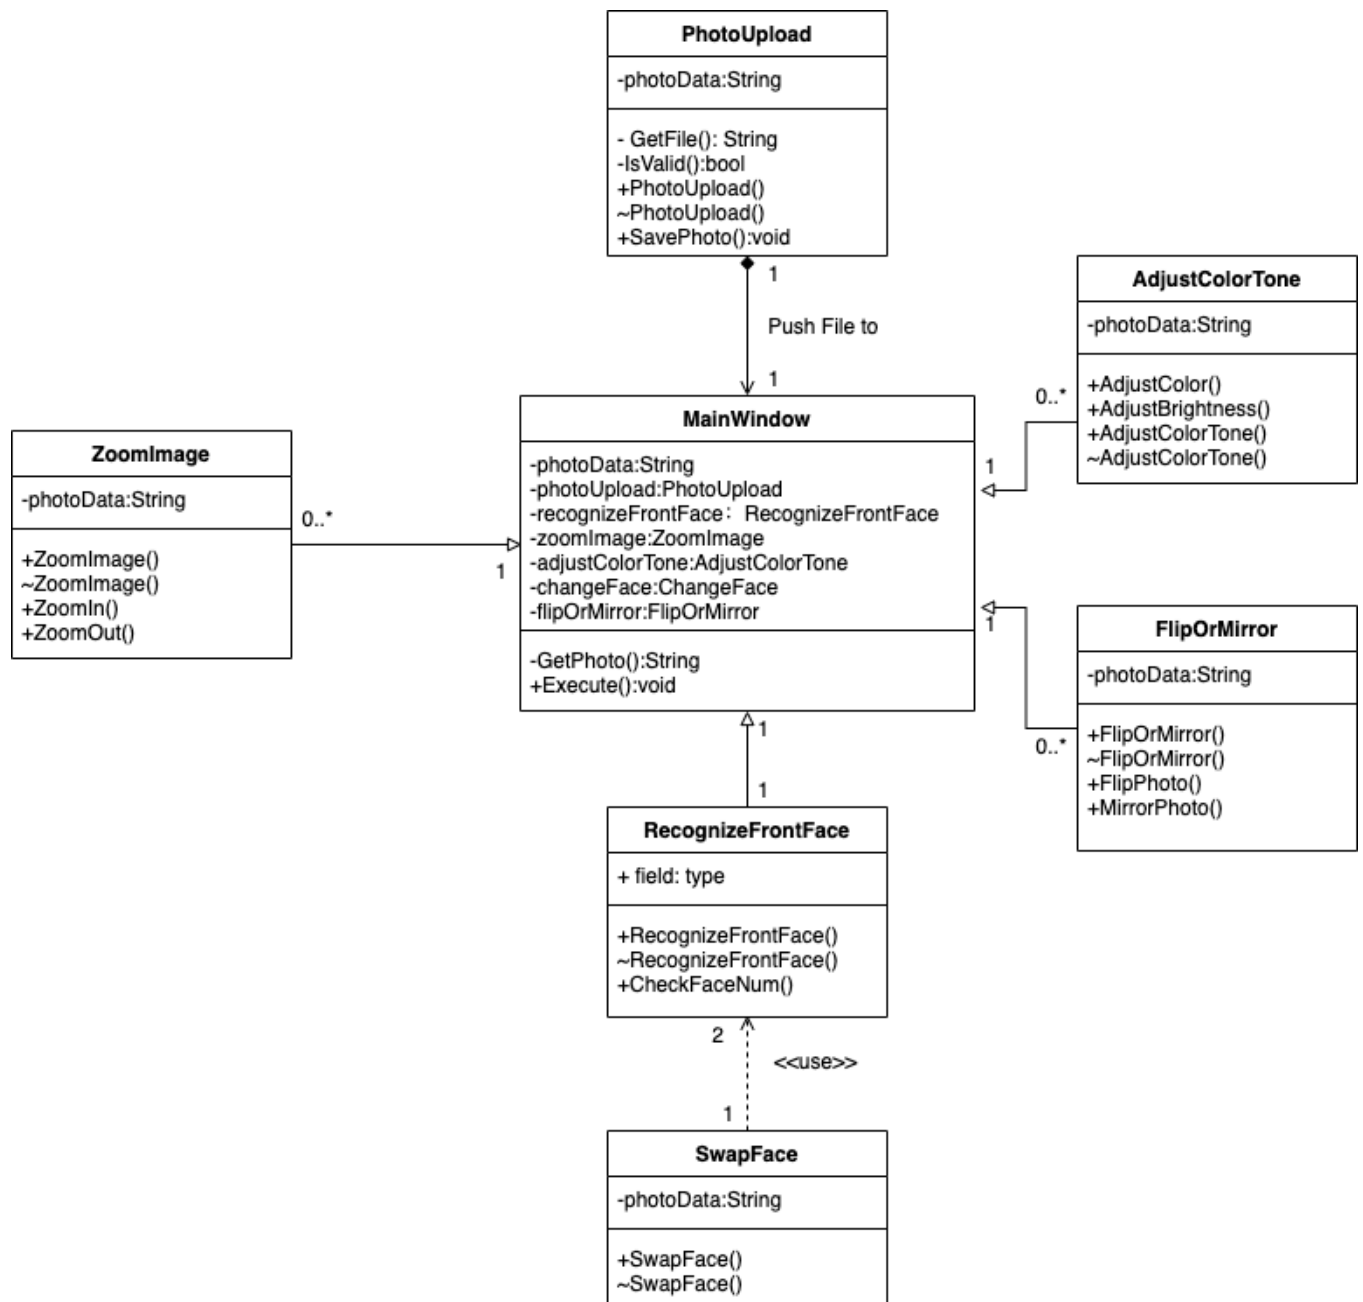 PhotoUpload
-photoData:String
- GetFile(): String
-IsValid():bool
+PhotoUpload()
~PhotoUpload()
+SavePhoto():void
1
Push File to
1
AdjustColorTone
-photoData:String
+AdjustColor()
+AdjustBrightness()
+AdjustColorTone()
~AdjustColorTone()
0..*
1
ZoomImage
-photoData:String
+ZoomImage()
~ZoomImage()
+ZoomIn()
+ZoomOut()
0..*
1
MainWindow
-photoData:String
-photoUpload:PhotoUpload
-recognizeFrontFace：RecognizeFrontFace
-zoomImage:ZoomImage
-adjustColorTone:AdjustColorTone
-changeFace:ChangeFace
-flipOrMirror:FlipOrMirror
-GetPhoto():String
+Execute():void
1
0..*
FlipOrMirror
-photoData:String
+FlipOrMirror()
~FlipOrMirror()
+FlipPhoto()
+MirrorPhoto()
1
1
RecognizeFrontFace
+ field: type
+RecognizeFrontFace()
~RecognizeFrontFace()
+CheckFaceNum()
2
<<use>>
1
SwapFace
-photoData:String
+SwapFace()
~SwapFace()